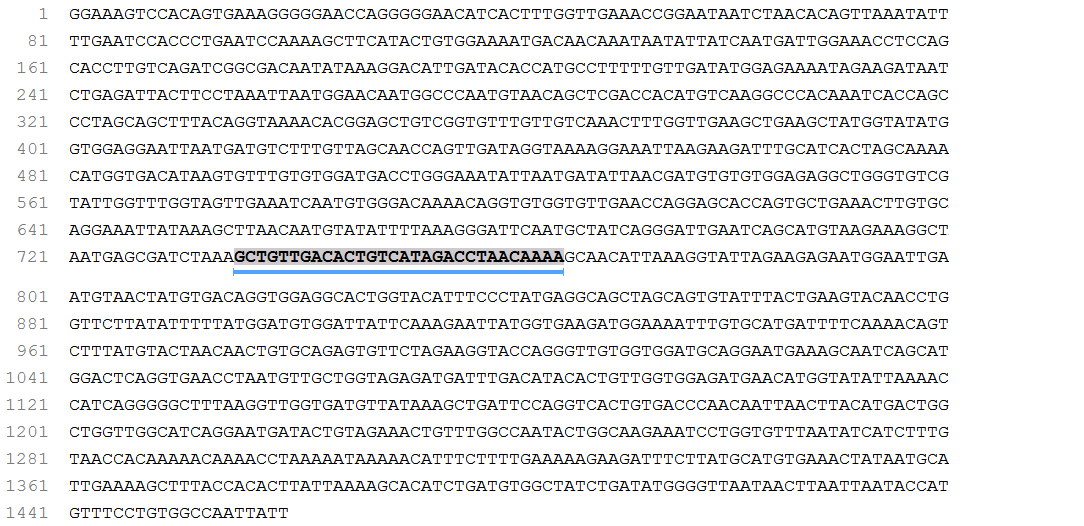 1 GGAAAGTCCACAGTGAAAGGGGGAACCAGGGGGAACATCACTTTGGTTGAAACCGGAATAATCTAACACAGTTAAATATT
81 TTGAATCCACCCTGAATCCAAAAGCTTCATACTGTGGAAAATGACAACAAATAATATTATCAATGATTGGAAACCTCCAG
161 CACCTTGTCAGATCGGCGACAATATAAAGGACATTGATACACCATGCCTTTTTGTTGATATGGAGAAAATAGAAGATAAT
241 CTGAGATTACTTCCTAAATTAATGGAACAATGGCCCAATGTAACAGCTCGACCACATGTCAAGGCCCACAAATCACCAGC
321 CCTAGCAGCTTTACAGGTAAAACACGGAGCTGTCGGTGTTTGTTGTCAAACTTTGGTTGAAGCTGAAGCTATGGTATATG
401 GTGGAGGAATTAATGATGTCTTTGTTAGCAACCAGTTGATAGGTAAAAGGAAATTAAGAAGATTTGCATCACTAGCAAAA
481 CATGGTGACATAAGTGTTTGTGTGGATGACCTGGGAAATATTAATGATATTAACGATGTGTGTGGAGAGGCTGGGTGTCG
561 TATTGGTTTGGTAGTTGAAATCAATGTGGGACAAAACAGGTGTGGTGTTGAACCAGGAGCACCAGTGCTGAAACTTGTGC
641 AGGAAATTATAAAGCTTAACAATGTATATTTTAAAGGGATTCAATGCTATCAGGGATTGAATCAGCATGTAAGAAGGCT
721 AATGAGCGATCTAAAGCTGTTGACACTGTCATAGACCTAACAAAAGCAACATTAAAGGTATTAGAAGAGAATGGAATTGA
801 ATGTAACTATGTGACAGGTGGAGGCACTGGTACATTTCCCTATGAGGCAGCTAGCAGTGTATTTACTGAAGTACAACCTG
881 GTTCTTATATTTTTATGGATGTGGATTATTCAAAGAATTATGGTGAAGATGGAAAATTTGTGCATGATTTTCAAAACAGT
961 CTTTATGTACTAACAACTGTGCAGAGTGTTCTAGAAGGTACCAGGGTTGTGGTGGATGCAGGAATGAAAGCAATCAGCAT
1041 GGACTCAGGTGAACCTAATGTTGCTGGTAGAGATGATTTGACATACACTGTTGGTGGAGATGAACATGGTATATTAAAAC
1121 CATCAGGGGGCTTTAAGGTTGGTGATGTTATAAAGCTGATTCCAGGTCACTGTGACCCAACAATTAACTTACATGACTGG
1201 CTGGTTGGCATCAGGAATGATACTGTAGAAACTGTTTGGCCAATACTGGCAAGAAATCCTGGTGTTTAATATCATCTTTG
1281 TAACCACAAAAACAAAACCTAAAAATAAAAACATTTCTTTTGAAAAAGAAGATTTCTTATGCATGTGAAACTATAATGCA
1361 TTGAAAAGCTTTACCACACTTATTAAAAGCACATCTGATGTGGCTATCTGATATGGGGTTAATAACTTAATTAATACCAT
1441 GTTTCCTGTGGCCAATTATT